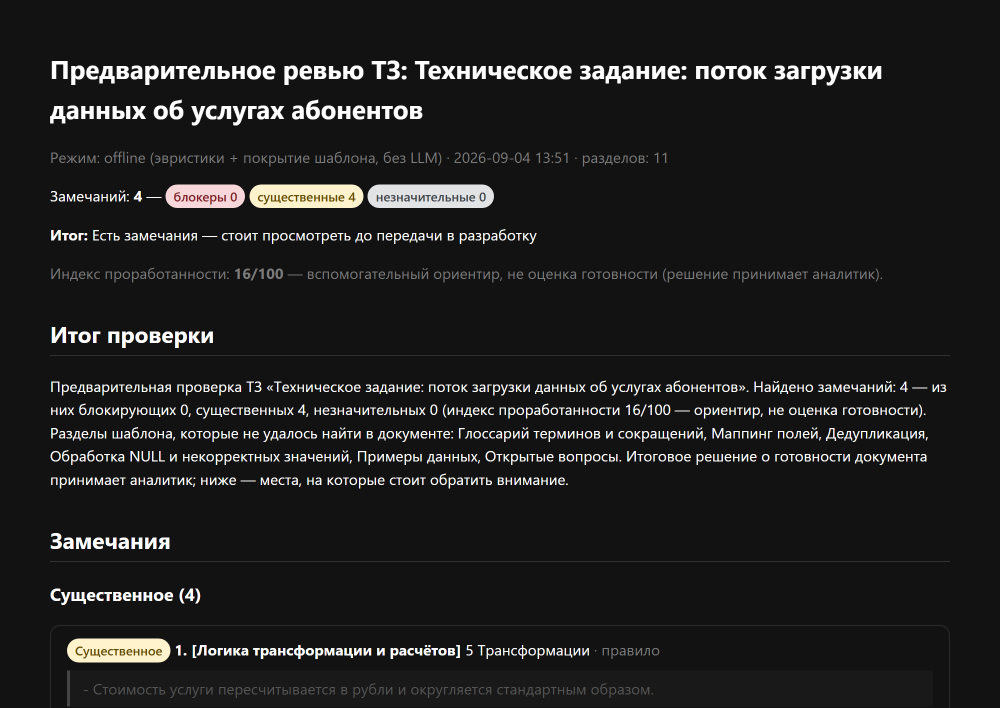 Предварительное ревью ТЗ: Техническое задание: поток загрузки
данных об услугах абонентов
Режим: offline (эвристики + покрытие шаблона, без LLM) · 2026-09-04 13:51 · разделов: 11
Замечаний: 4 — блокеры 0 существенные 4 незначительные 0
Итог: Есть замечания — стоит просмотреть до передачи в разработку
Индекс проработанности: 16/100 — вспомогательный ориентир, не оценка готовности (решение принимает аналитик).
Итог проверки
Предварительная проверка ТЗ «Техническое задание: поток загрузки данных об услугах абонентов». Найдено замечаний: 4 — из
них блокирующих 0, существенных 4, незначительных 0 (индекс проработанности 16/100 — ориентир, не оценка готовности).
Разделы шаблона, которые не удалось найти в документе: Глоссарий терминов и сокращений, Маппинг полей, Дедупликация,
Обработка NULL и некорректных значений, Примеры данных, Открытые вопросы. Итоговое решение о готовности документа
принимает аналитик; ниже — места, на которые стоит обратить внимание.
Замечания
Существенное (4)
Существенное 1. [Логика трансформации и расчётов] 5 Трансформации · правило
- Стоимость услуги пересчитывается в рубли и округляется стандартным образом.